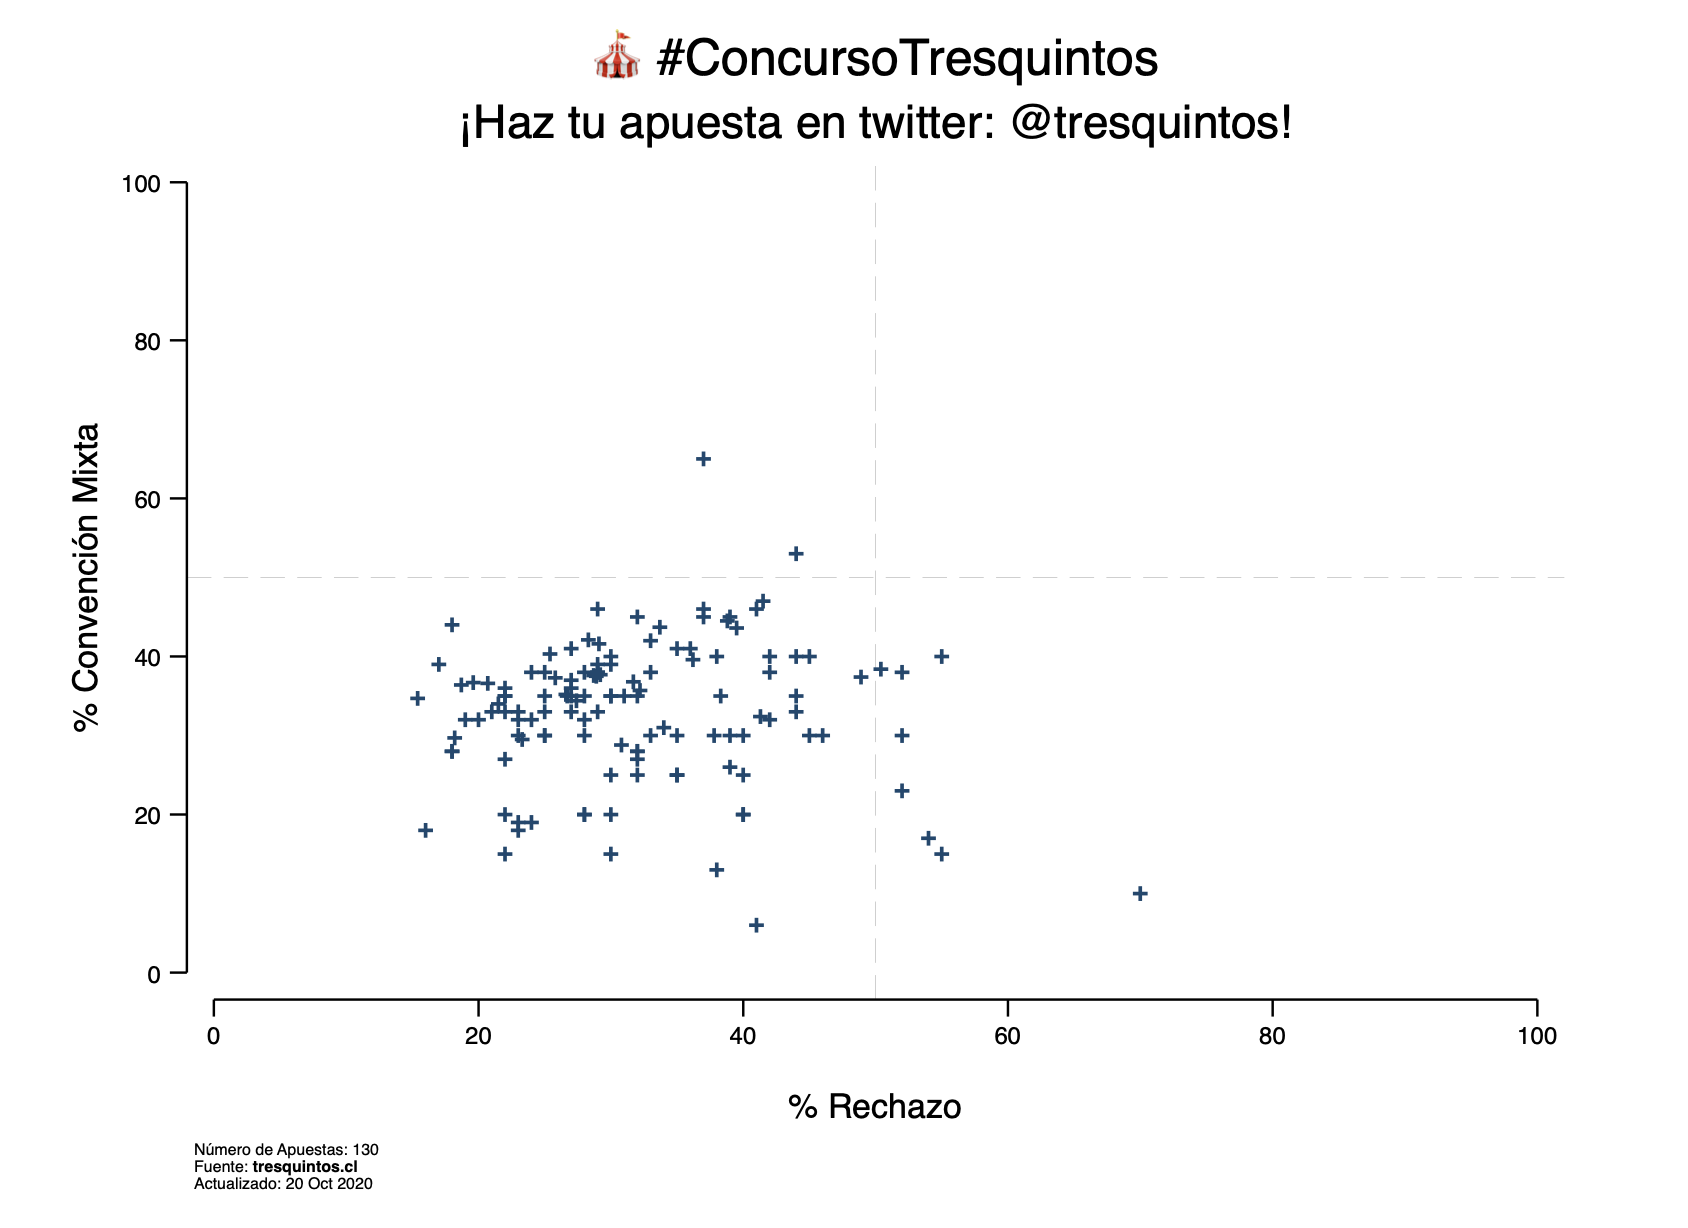 🎪 #ConcursoTresquintos
¡Haz tu apuesta en twitter: @tresquintos!
% Convención Mixta
100
80
60
40
20
0
0 20 40 60 80 100
% Rechazo
Número de Apuestas: 130
Fuente: tresquintos.cl
Actualizado: 20 Oct 2020